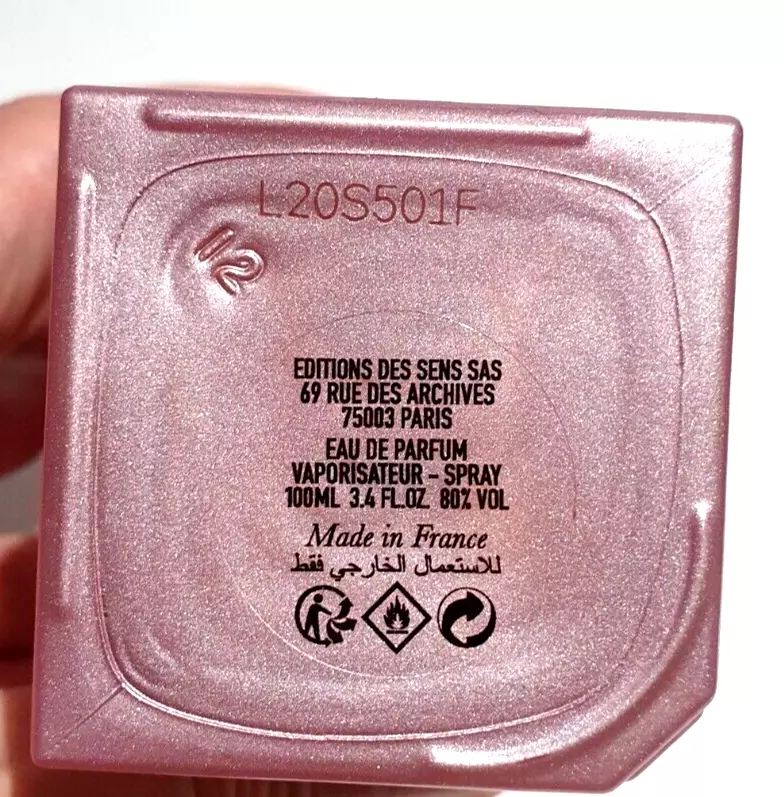 L20S501F
112
EDITIONS DES SENS SAS
69 RUE DES ARCHIVES
75003 PARIS
EAU DE PARFUM
VAPORISATEUR - SPRAY
100ML 3.4 FL.OZ. 80% VOL
Made in France
للاستعمال الخارجي فقط